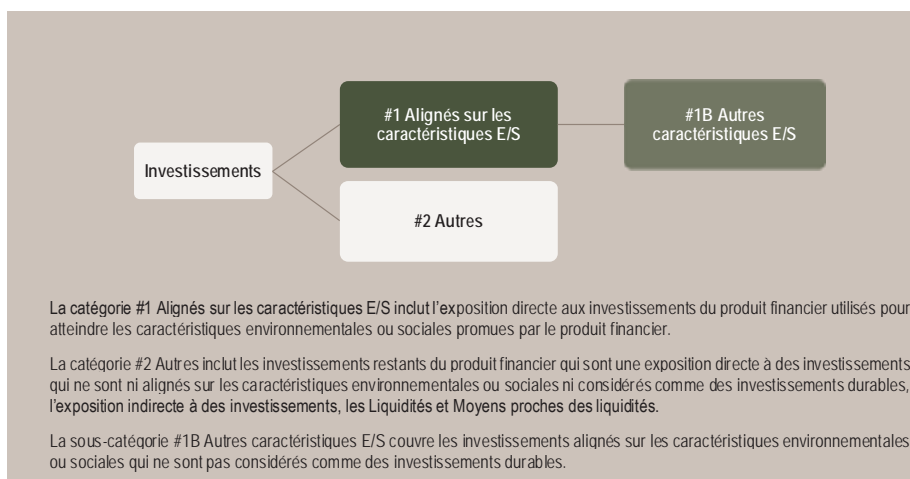 #1 Alignés sur les
caractéristiques E/S
#1B Autres
caractéristiques E/S
Investissements
#2 Autres
La catégorie #1 Alignés sur les caractéristiques E/S inclut l'exposition directe aux investissements du produit financier utilisés pour
atteindre les caractéristiques environnementales ou sociales promues par le produit financier.
La catégorie #2 Autres inclut les investissements restants du produit financier qui sont une exposition directe à des investissements
qui ne sont ni alignés sur les caractéristiques environnementales ou sociales ni considérés comme des investissements durables,
l'exposition indirecte à des investissements, les Liquidités et Moyens proches des liquidités.
La sous-catégorie #1B Autres caractéristiques E/S couvre les investissements alignés sur les caractéristiques environnementales
ou sociales qui ne sont pas considérés comme des investissements durables.